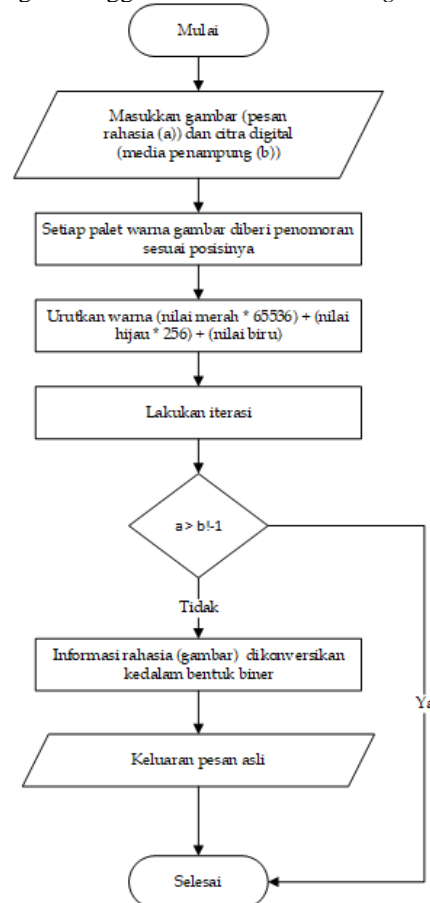 Mulai
Masukkan gambar (pesan
rahasia (a)) dan citra digital
(media penampung (b))
Setiap palet warna gambar diberi penomoran
sesuai posisinya
Urutkan warna (nilai merah * 65536) + (nilai
hijau * 256) + (nilai biru)
Lakukan iterasi
a> b!-1
Tidak
Informasi rahasia (gambar) dikonversikan
kedalam bentuk biner
Ya
Keluaran pesan asli
Selesai